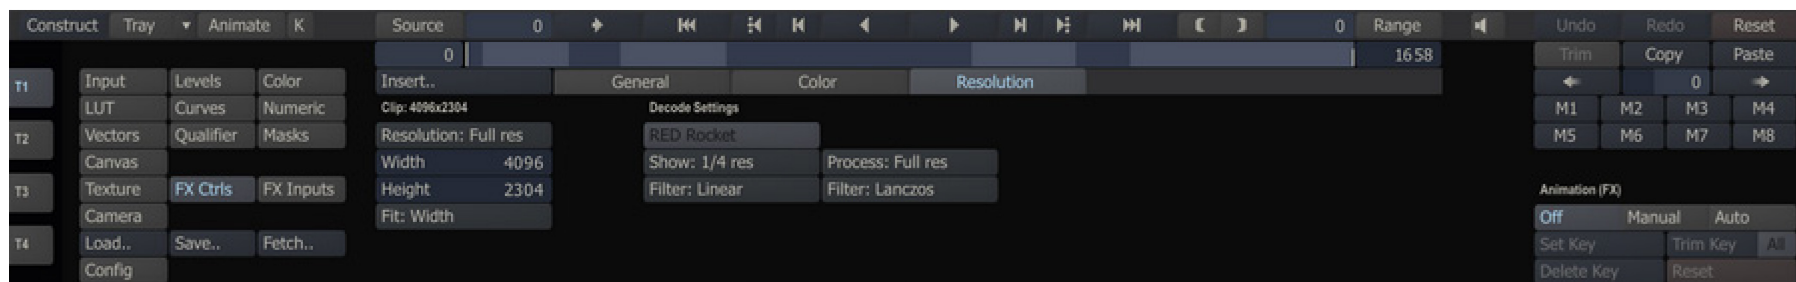 Construct Tray Animate K Source 0 0 Range Undo Redo Reset
0 1658 Trim Copy Paste
T1 Input Levels Color Insert.. General Color Resolution 0
LUT Curves Numeric Clip: 4096x2304 Decode Settings M1 M2 M3 M4
T2 Vectors Qualifier Masks Resolution: Full res RED Rocket M5 M6 M7 M8
Canvas Width 4096 Show: 1/4 res Process: Full res
T3 Texture FX Ctrls FX Inputs Height 2304 Filter: Linear Filter: Lanczos Animation (FX)
Camera Fit: Width Off Manual Auto
T4 Load.. Save.. Fetch.. Set Key Trim Key All
Config Delete Key Reset